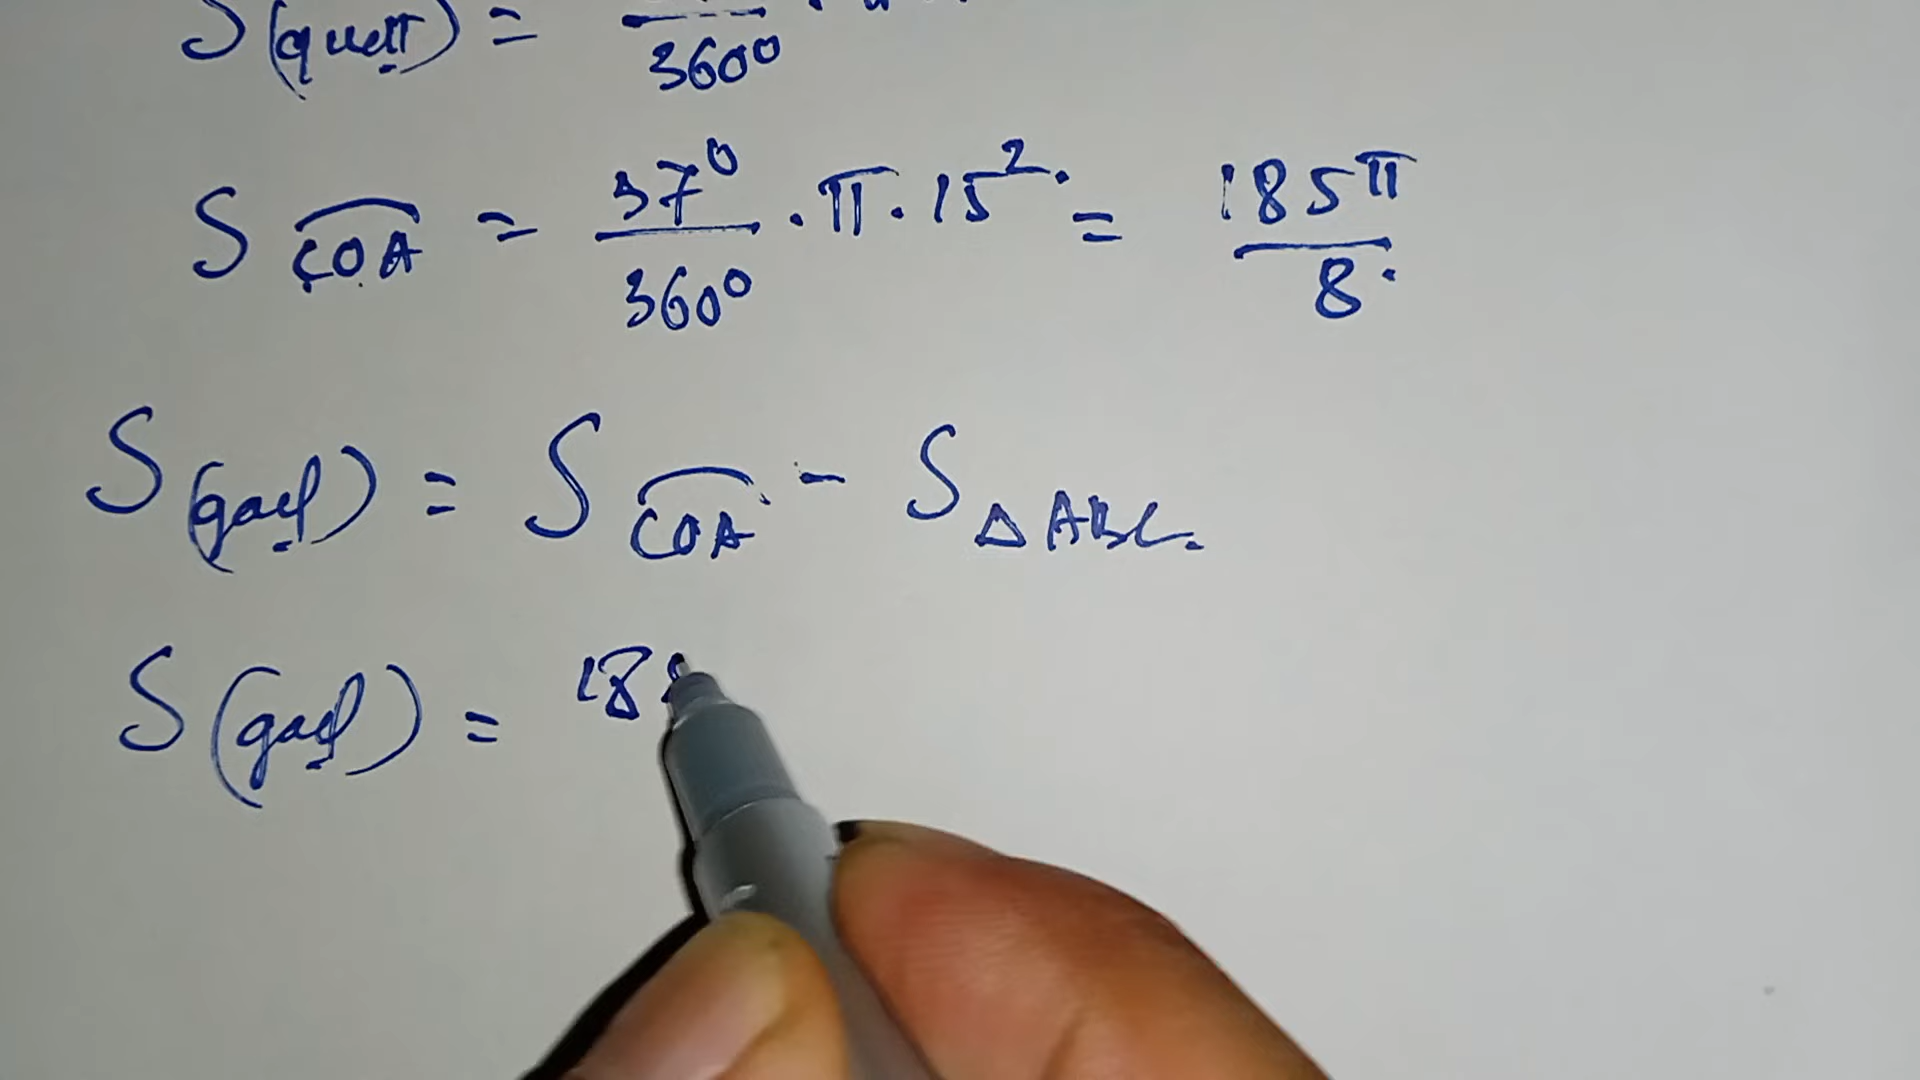 S(quạt) = 360⁰
S COA = 37⁰/360⁰ . π . 15² . = 185π/8 .
S(gạch) = S COA - S ΔABC.
S(gạch) = 18